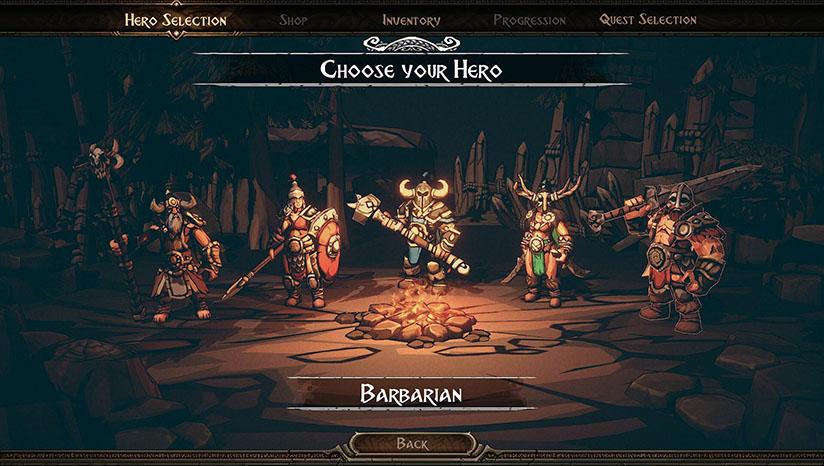 Hero Selection
Shop
Inventory
Progression
Quest Selection
Choose your Hero
Barbarian
Back